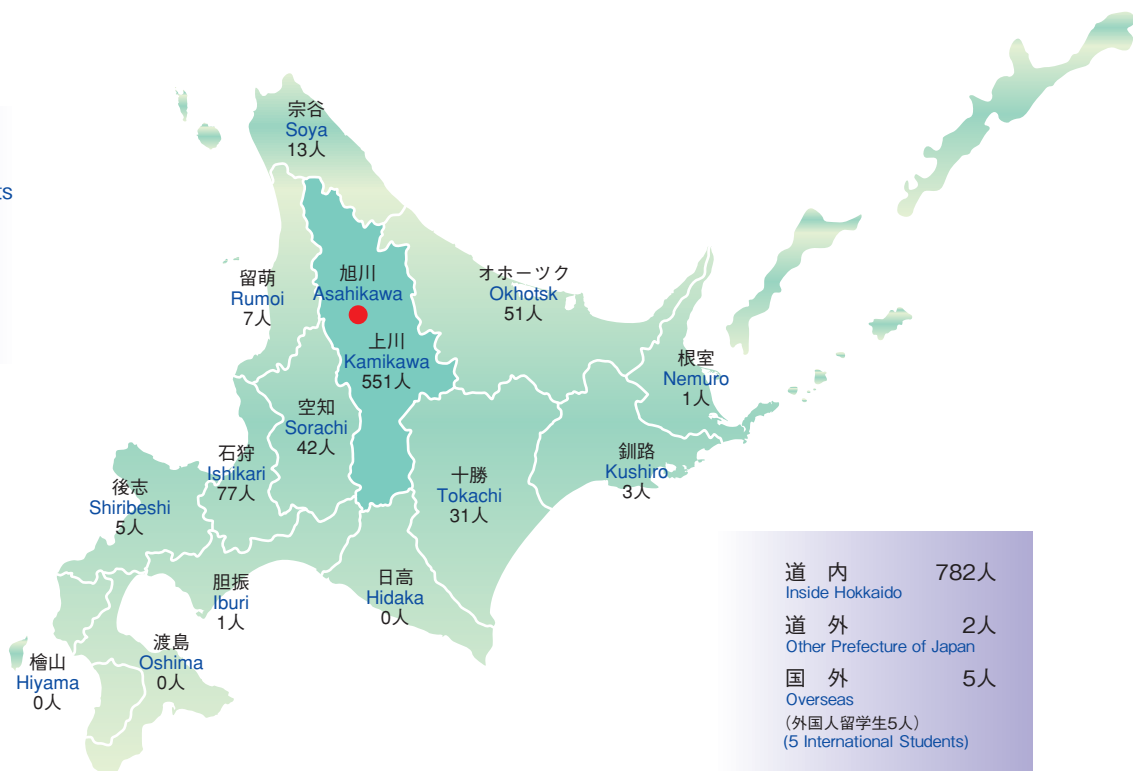 宗谷
Soya
13人
ts
留萌
Rumoi
7人
旭川
Asahikawa
オホーツク
Okhotsk
51人
上川
Kamikawa
551人
根室
Nemuro
1人
空知
Sorachi
42人
石狩
Ishikari
77人
十勝
Tokachi
31人
釧路
Kushiro
3人
後志
Shiribeshi
5人
胆振
Iburi
1人
日高
Hidaka
0人
渡島
Oshima
0人
檜山
Hiyama
0人
道 内 782人
Inside Hokkaido
道 外 2人
Other Prefecture of Japan
国 外 5人
Overseas
(外国人留学生5人)
(5 International Students)